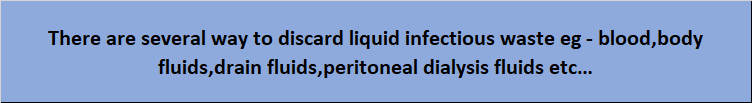 There are several way to discard liquid infectious waste eg - blood,body
fluids,drain fluids,peritoneal dialysis fluids etc...